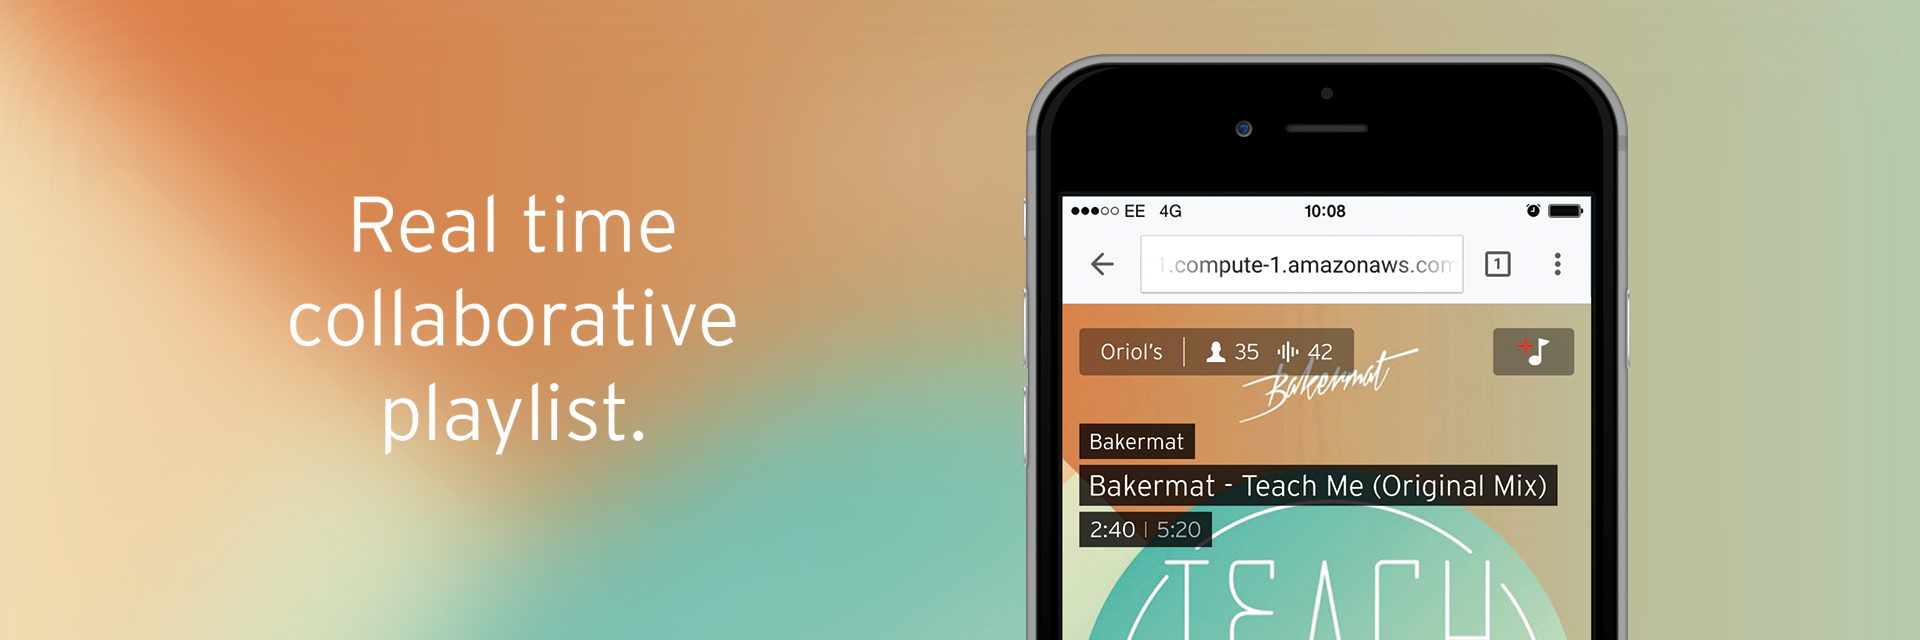 Real time
collaborative
playlist.
EE 4G 10:08
1.compute-1.amazonaws.com
1
Oriol's | 35 42
Bakermat
Bakermat
Bakermat - Teach Me (Original Mix)
2:40 | 5:20
TEACH